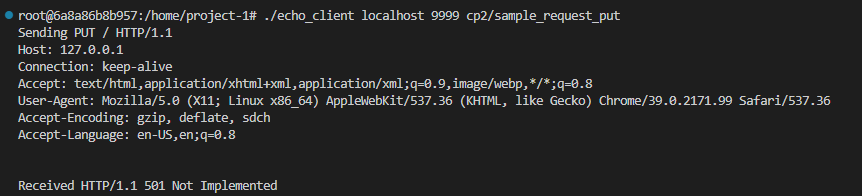 root@6a8a86b8b957:/home/project-1# ./echo_client localhost 9999 cp2/sample_request_put
Sending PUT / HTTP/1.1
Host: 127.0.0.1
Connection: keep-alive
Accept: text/html,application/xhtml+xml,application/xml;q=0.9,image/webp,*/*;q=0.8
User-Agent: Mozilla/5.0 (X11; Linux x86_64) AppleWebKit/537.36 (KHTML, like Gecko) Chrome/39.0.2171.99 Safari/537.36
Accept-Encoding: gzip, deflate, sdch
Accept-Language: en-US,en;q=0.8
Received HTTP/1.1 501 Not Implemented